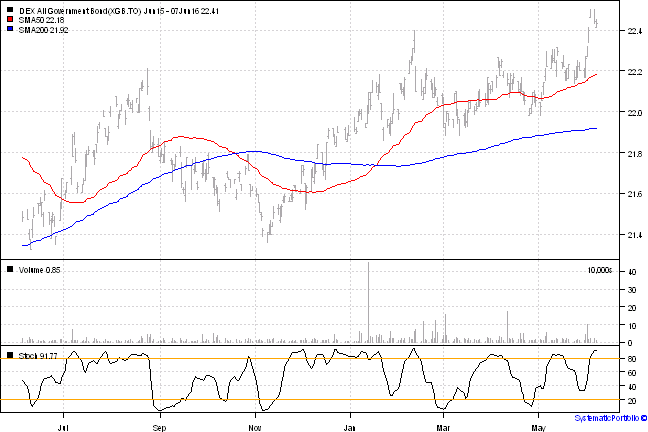 DEX All Government Bond(XGB.TO) Jun15 - 07Jun16 22.41
SMA50 22.18
SMA200 21.92
22.4
22.2
22.0
21.8
21.6
21.4
Volume 0.85
10,000s
40
30
20
10
0
Stoch 91.77
80
60
40
20
Jul
Sep
Nov
Jan
Mar
May
SystematicPortfolio ©